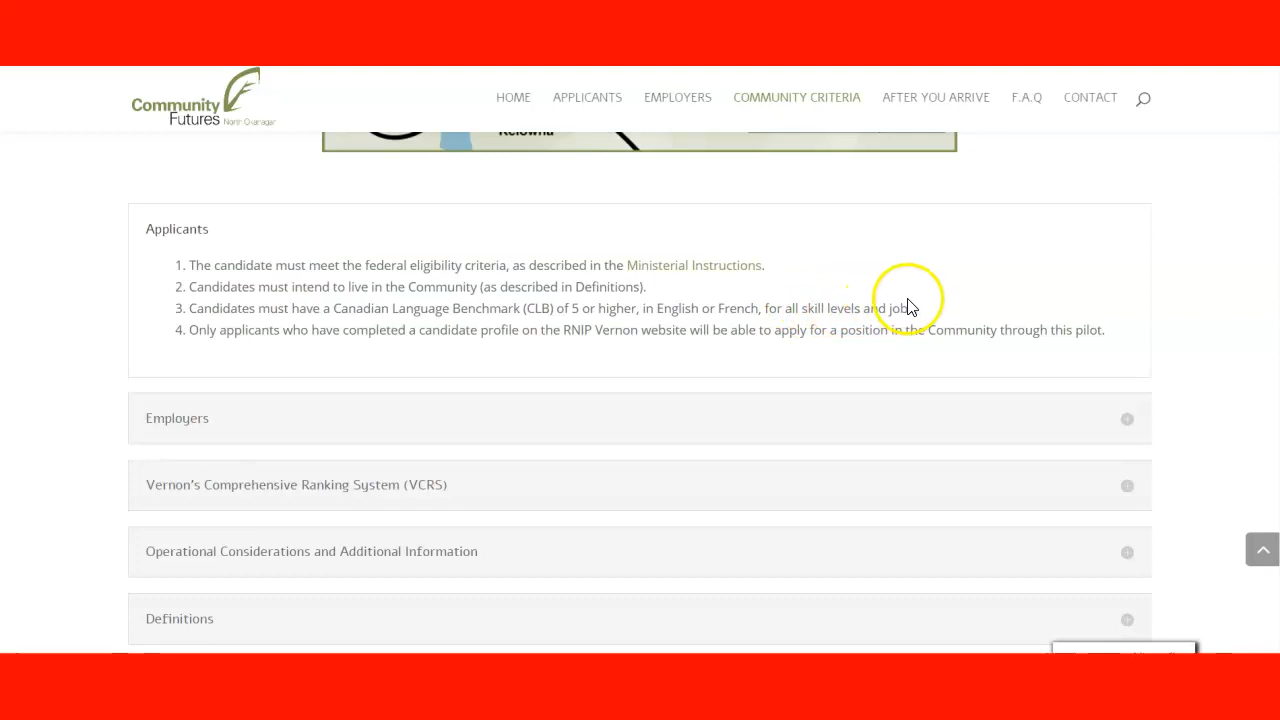 Community
Futures North Okanagan
HOME APPLICANTS EMPLOYERS COMMUNITY CRITERIA AFTER YOU ARRIVE F.A.Q CONTACT
Kelowna
Applicants
1. The candidate must meet the federal eligibility criteria, as described in the Ministerial Instructions.
2. Candidates must intend to live in the Community (as described in Definitions).
3. Candidates must have a Canadian Language Benchmark (CLB) of 5 or higher, in English or French, for all skill levels and job
4. Only applicants who have completed a candidate profile on the RNIP Vernon website will be able to apply for a position in the Community through this pilot.
Employers
Vernon's Comprehensive Ranking System (VCRS)
Operational Considerations and Additional Information
Definitions